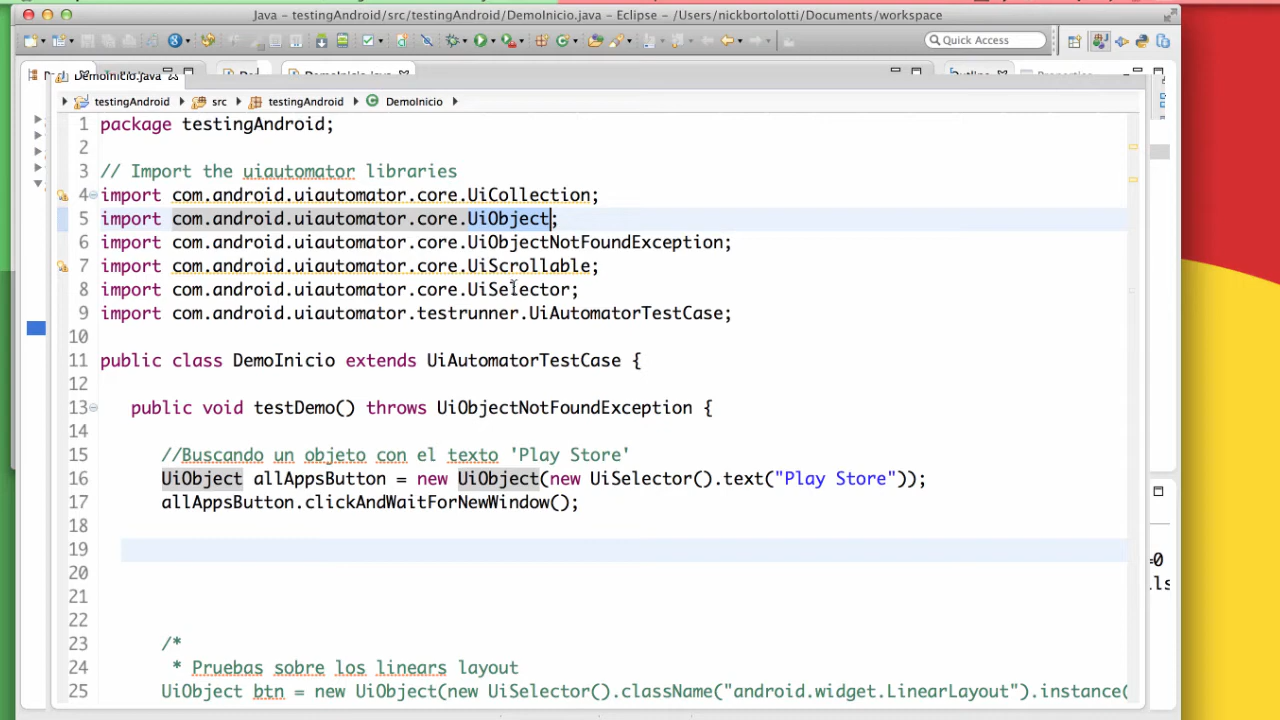 Java - testingAndroid/src/testingAndroid/DemoInicio.java - Eclipse - /Users/nickbortolotti/Documents/workspace
Quick Access
DemoInicio.java
testingAndroid src testingAndroid DemoInicio
1 package testingAndroid;
2
3 // Import the uiautomator libraries
4 import com.android.uiautomator.core.UiCollection;
5 import com.android.uiautomator.core.UiObject;
6 import com.android.uiautomator.core.UiObjectNotFoundException;
7 import com.android.uiautomator.core.UiScrollable;
8 import com.android.uiautomator.core.UiSelector;
9 import com.android.uiautomator.testrunner.UiAutomatorTestCase;
10
11 public class DemoInicio extends UiAutomatorTestCase {
12
13 public void testDemo() throws UiObjectNotFoundException {
14
15 //Buscando un objeto con el texto 'Play Store'
16 UiObject allAppsButton = new UiObject(new UiSelector().text("Play Store"));
17 allAppsButton.clickAndWaitForNewWindow();
18
19
20
21
22
23 /*
24 * Pruebas sobre los linears layout
25 UiObject btn = new UiObject(new UiSelector().className("android.widget.LinearLayout").instance(